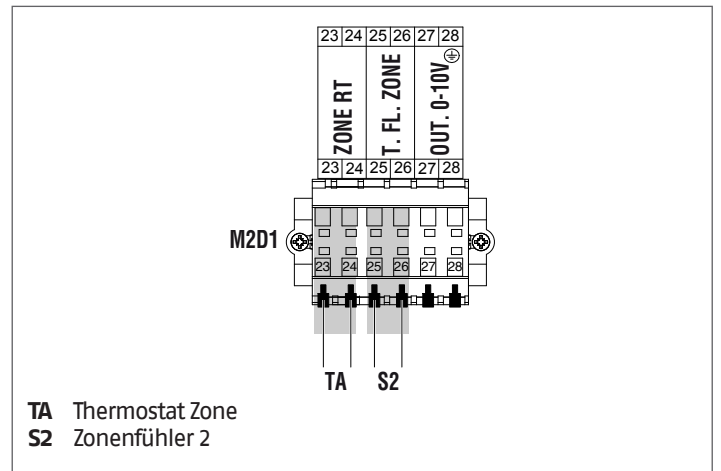 23 24 25 26 27 28
ZONE RT
T. FL. ZONE
OUT. 0-10V
23 24 25 26 27 28
M2D1
23 24 25 26 27 28
TA S2
TA Thermostat Zone
S2 Zonenfühler 2